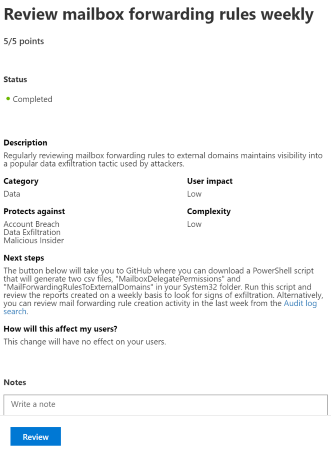 Review mailbox forwarding rules weekly
5/5 points
Status
Completed
Description
Regularly reviewing mailbox forwarding rules to external domains maintains visibility into
a popular data exfiltration tactic used by attackers.
Category
User impact
Data
Low
Protects against
Complexity
Account Breach
Low
Data Exfiltration
Malicious Insider
Next steps
The button below will take you to GitHub where you can download a PowerShell script
that will generate two csv files, "MailboxDelegatePermissions" and
"MailForwardingRulesToExternalDomains" in your System32 folder. Run this script and
review the reports created on a weekly basis to look for signs of exfiltration. Alternatively,
you can review mail forwarding rule creation activity in the last week from the Audit log
search.
How will this affect my users?
This change will have no effect on your users.
Notes
Write a note
Review